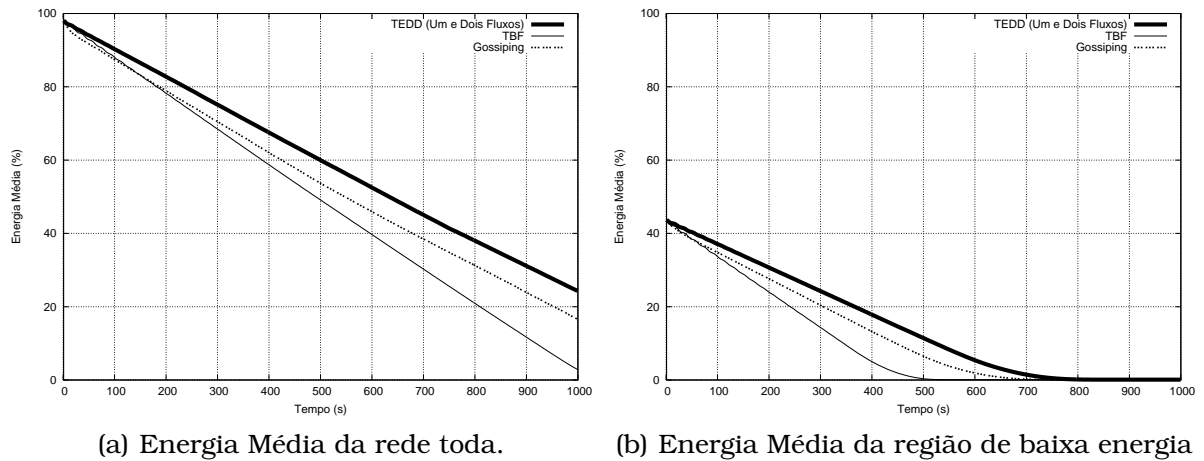 100
80
60
40
20
0
Energia Média (%)
0 100 200 300 400 500 600 700 800 900 1000
Tempo (s)
TEDD (Um e Dois Fluxos)
TBF
Gossiping
(a) Energia Média da rede toda.
100
80
60
40
20
0
Energia Média (%)
0 100 200 300 400 500 600 700 800 900 1000
Tempo (s)
TEDD (Um e Dois Fluxos)
TBF
Gossiping
(b) Energia Média da região de baixa energia